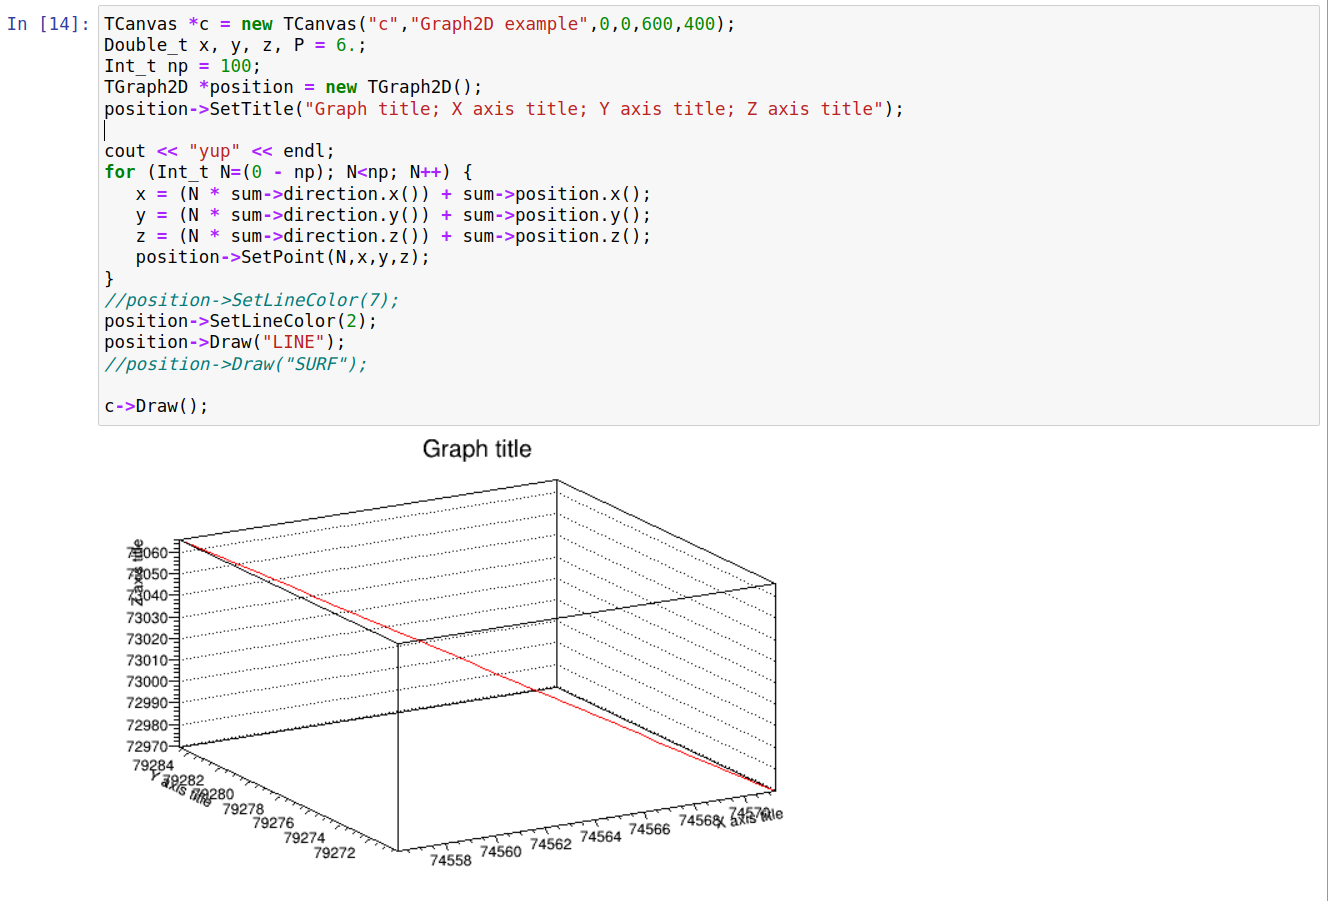 In [14]:
TCanvas *c = new TCanvas("c","Graph2D example",0,0,600,400);
Double_t x, y, z, P = 6.;
Int_t np = 100;
TGraph2D *position = new TGraph2D();
position->SetTitle("Graph title; X axis title; Y axis title; Z axis title");
cout << "yup" << endl;
for (Int_t N=(0 - np); N<np; N++) {
   x = (N * sum->direction.x()) + sum->position.x();
   y = (N * sum->direction.y()) + sum->position.y();
   z = (N * sum->direction.z()) + sum->position.z();
   position->SetPoint(N,x,y,z);
}
//position->SetLineColor(7);
position->SetLineColor(2);
position->Draw("LINE");
//position->Draw("SURF");
c->Draw();
Graph title
Z axis title
73060
73050
73040
73030
73020
73010
73000
72990
72980
72970
79284
79282
79280
79278
79276
79274
79272
Y axis title
74558
74560
74562
74564
74566
74568
74570
X axis title